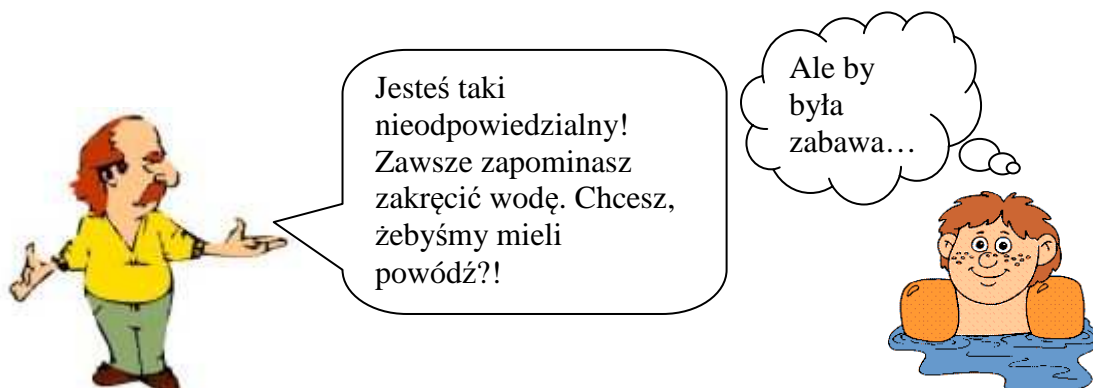 Jesteś taki
nieodpowiedzialny!
Zawsze zapominasz
zakręcić wodę. Chcesz,
żebyśmy mieli
powódź?!
Ale by
była
zabawa…